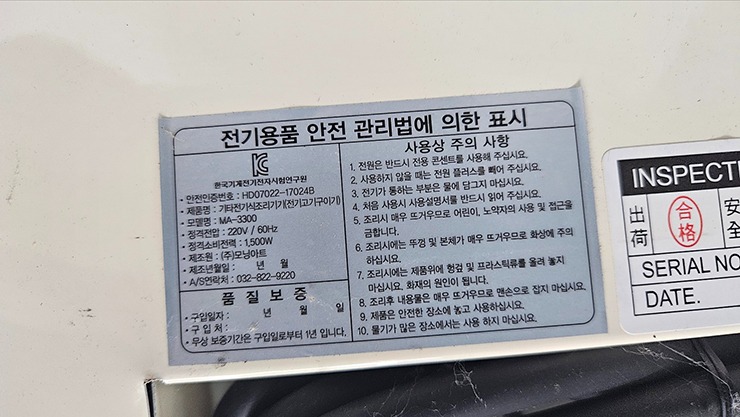 전기용품 안전 관리법에 의한 표시
한국기계전기전자시험연구원
• 안전인증번호 : HD07022-17024B
• 제품명 : 기타전기식조리기기(전기고기구이기)
• 모델명 : MA-3300
• 정격전압 : 220V / 60Hz
• 정격소비전력 : 1,500W
• 제조원 : (주)모닝아트
• 제조년월일 : 년 월
• A/S연락처 : 032-822-9220
품 질 보 증
• 구입일자 : 년 월 일
• 구 입 처 :
• 무상 보증기간은 구입일로부터 1년 입니다.
사용상 주의 사항
1. 전원은 반드시 전용 콘센트를 사용해 주십시요.
2. 사용하지 않을 때는 전원 플러스를 빼어 주십시요.
3. 전기가 통하는 부분은 물에 담그지 마십시요.
4. 처음 사용시 사용설명서를 반드시 읽어 주십시요.
5. 조리시 매우 뜨거우므로 어린이, 노약자의 사용 및 접근을
금합니다.
6. 조리시에는 뚜껑 및 본체가 매우 뜨거우므로 화상에 주의
하십시요.
7. 조리시에는 제품위에 헝겊 및 프라스틱류를 올려 놓지
마십시요. 화재의 원인이 됩니다.
8. 조리후 내용물은 매우 뜨거우므로 맨손으로 잡지 마십시요.
9. 제품은 안전한 장소에 놓고 사용하십시요.
10. 물기가 많은 장소에서는 사용 하지 마십시요.
INSPECTI
出荷
合格
安全
SERIAL NO
DATE.